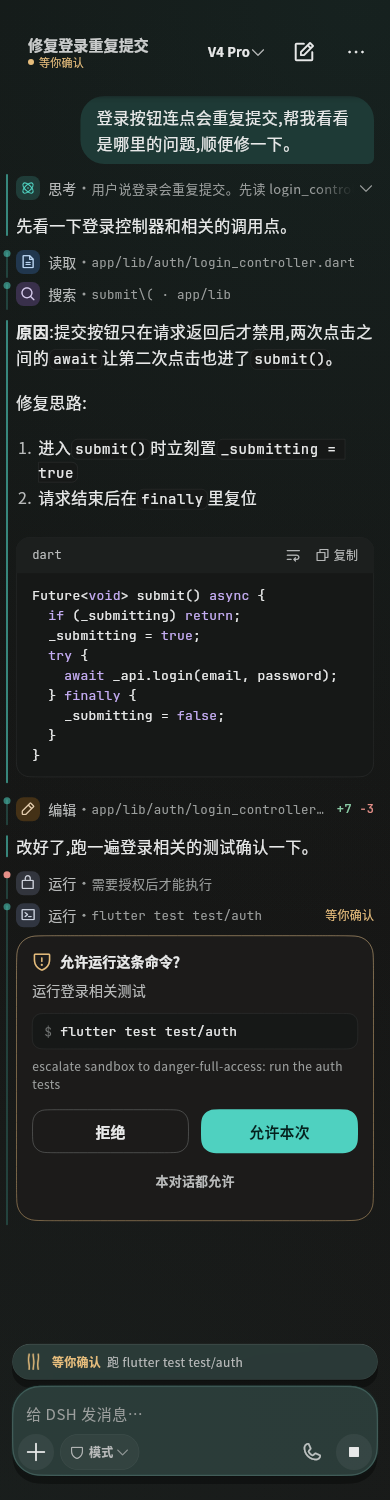 修复登录重复提交
等你确认
V4 Pro
登录按钮连点会重复提交,帮我看看
是哪里的问题,顺便修一下。
思考 · 用户说登录会重复提交。先读 login_contro
先看一下登录控制器和相关的调用点。
读取 · app/lib/auth/login_controller.dart
搜索 · submit\( · app/lib
原因:提交按钮只在请求返回后才禁用,两次点击之
间的 await 让第二次点击也进了 submit()。
修复思路:
1. 进入 submit() 时立刻置 _submitting =
true
2. 请求结束后在 finally 里复位
dart
复制
Future<void> submit() async {
  if (_submitting) return;
  _submitting = true;
  try {
    await _api.login(email, password);
  } finally {
    _submitting = false;
  }
}
编辑 · app/lib/auth/login_controller… +7 -3
改好了,跑一遍登录相关的测试确认一下。
运行 · 需要授权后才能执行
运行 · flutter test test/auth 等你确认
允许运行这条命令?
运行登录相关测试
$ flutter test test/auth
escalate sandbox to danger-full-access: run the auth
tests
拒绝
允许本次
本对话都允许
等你确认 跑 flutter test test/auth
给 DSH 发消息…
模式